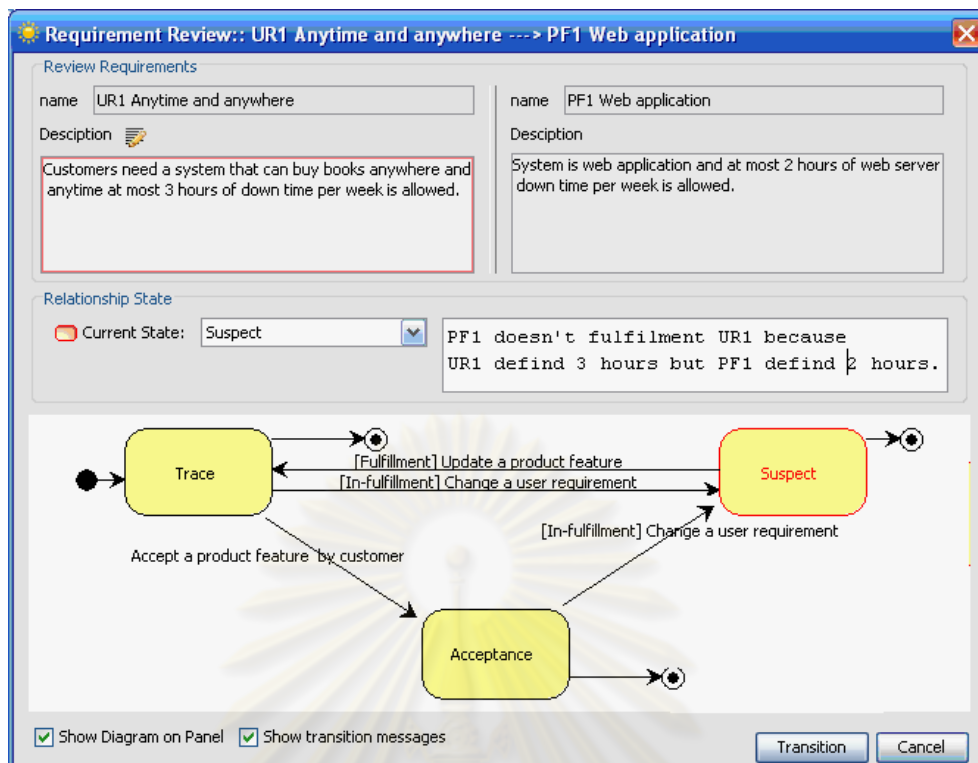 Requirement Review:: UR1 Anytime and anywhere ---> PF1 Web application
Review Requirements
name UR1 Anytime and anywhere
name PF1 Web application
Desciption
Desciption
Customers need a system that can buy books anywhere and
anytime at most 3 hours of down time per week is allowed.
System is web application and at most 2 hours of web server
down time per week is allowed.
Relationship State
Current State: Suspect
PF1 doesn't fulfilment UR1 because
UR1 defind 3 hours but PF1 defind 2 hours.
Trace
[Fulfillment] Update a product feature
[In-fulfillment] Change a user requirement
Suspect
[In-fulfillment] Change a user requirement
Accept a product feature by customer
Acceptance
Show Diagram on Panel Show transition messages
Transition Cancel